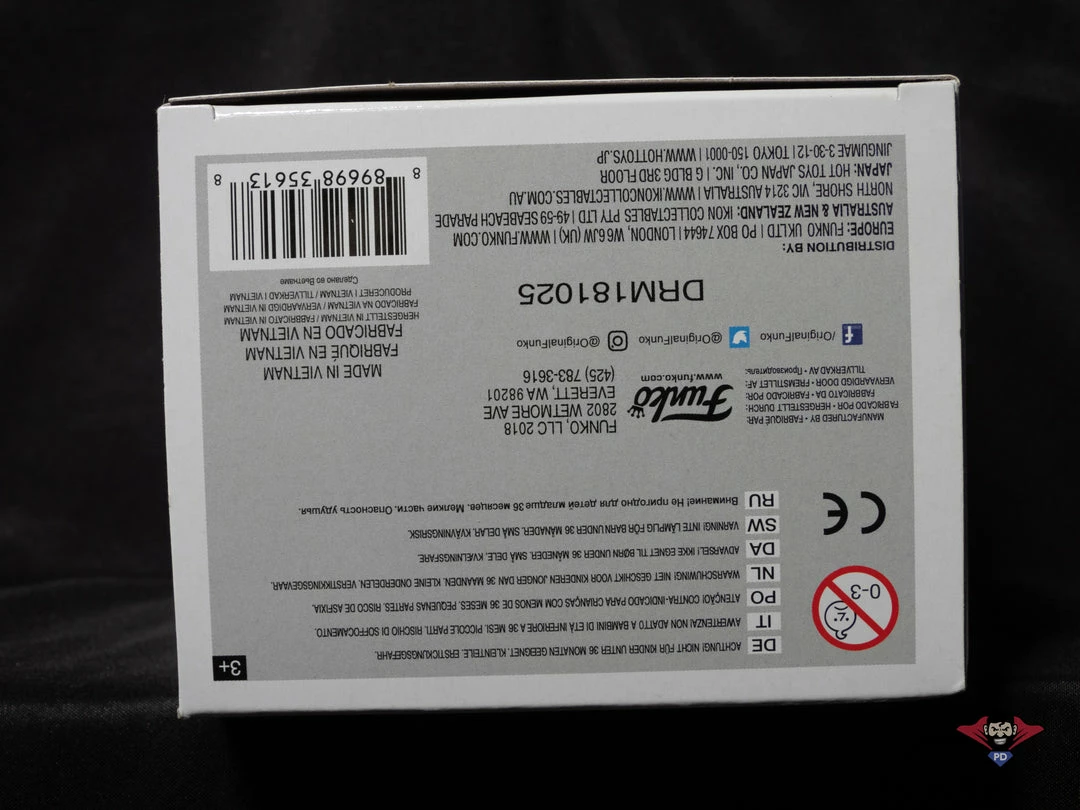 3+
DE ACHTUNG! NICHT FÜR KINDER UNTER 36 MONATEN GEEIGNET. KLEINTEILE. ERSTICKUNGSGEFAHR.
IT AVVERTENZA! NON ADATTO A BAMBINI DI ETÀ INFERIORE A 36 MESI. PICCOLE PARTI. RISCHIO DI SOFFOCFFOCTO.
PO ATENÇÃO! CONTRA-INDICADO PARA CRIANÇAS COM MENOS DE 36 MESES. PEQUENAS PARTES. RISCO DE ASFIXIA.
NL WAARSCHUWING! NIET GESCHIKT VOOR KINDEREN JONGER DAN 36 MAANDEN. KLEINE ONDERDELEN. VERSTIKKINGSGEVAAR.
DA ADVARSEL! IKKE EGNET TIL BØRN UNDER 36 MÅNEDER. SMÅ DELE. KVÆLNINGSFARE.
SW VARNING! INTE LÄMPLIG FÖR BARN UNDER 36 MÅNADER. SMÅ DELAR. KVÄVNINGSRISK.
RU Внимание! Не пригодно для детей младше 36 месяцев. Мелкие части. Опасность удушья.
0-3
CE
MANUFACTURED BY • FABRIQUÉ PAR:
FABRICADO POR • HERGESTELLT DURCH:
FABBRICATO DA • FABRICADO POR:
VERVAARDIGD DOOR • FREMSTILLET AF:
TILLVERKAD AV • Производитель:
Funko
www.funko.com
FUNKO, LLC 2018
2802 WETMORE AVE
EVERETT, WA 98201
(425) 783-3616
/OriginalFunko @OriginalFunko @OriginalFunko
DRM181025
MADE IN VIETNAM
FABRIQUÉ EN VIETNAM
FABRICADO EN VIETNAM
HERGESTELLT IN VIETNAM / FABBRICATO IN VIETNAM
FABRICADO NA VIETNAM / VERVAARDIGD IN VIETNAM
PRODUCERET I VIETNAM / TILLVERKAD I VIETNAM
Сделано во Вьетнаме
DISTRIBUTION BY:
EUROPE: FUNKO UK LTD | PO BOX 74644 | LONDON, W6 6JW (UK) | WWW.FUNKO.COM
AUSTRALIA & NEW ZEALAND: IKON COLLECTABLES PTY LTD | 49-59 SEABEACH PARADE
NORTH SHORE, VIC 3214 AUSTRALIA | WWW.IKONCOLLECTABLES.COM.AU
JAPAN: HOT TOYS JAPAN CO., INC. | G BLDG 3RD FLOOR
JINGUMAE 3-30-12 | TOKYO 150-0001 | WWW.HOTTOYS.JP
8 89698 35613 8
PD